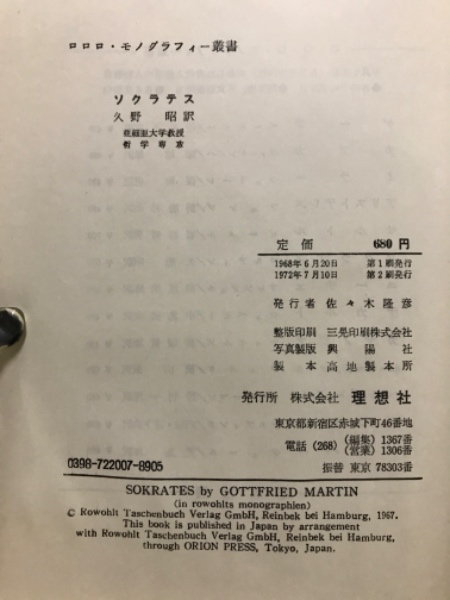 ロロロ・モノグラフィー叢書
ソクラテス
久野 昭訳
亜細亜大学教授
哲学専攻
定価 680円
1968年6月20日 第1刷発行
1972年7月10日 第2刷発行
発行者 佐々木隆彦
整版印刷 三晃印刷株式会社
写真製版 興陽社
製本 高地製本所
発行所 株式会社 理想社
東京都新宿区赤城下町46番地
電話 (268) (編集) 1367番
(営業) 1306番
振替 東京 78303番
0398-722007-8905
SOKRATES by GOTTFRIED MARTIN
(in rowohlts monographien)
© Rowohlt Taschenbuch Verlag GmbH, Reinbek bei Hamburg, 1967.
This book is published in Japan by arrangement
with Rowohlt Taschenbuch Verlag GmbH, Reinbek bei Hamburg,
through ORION PRESS, Tokyo, Japan.